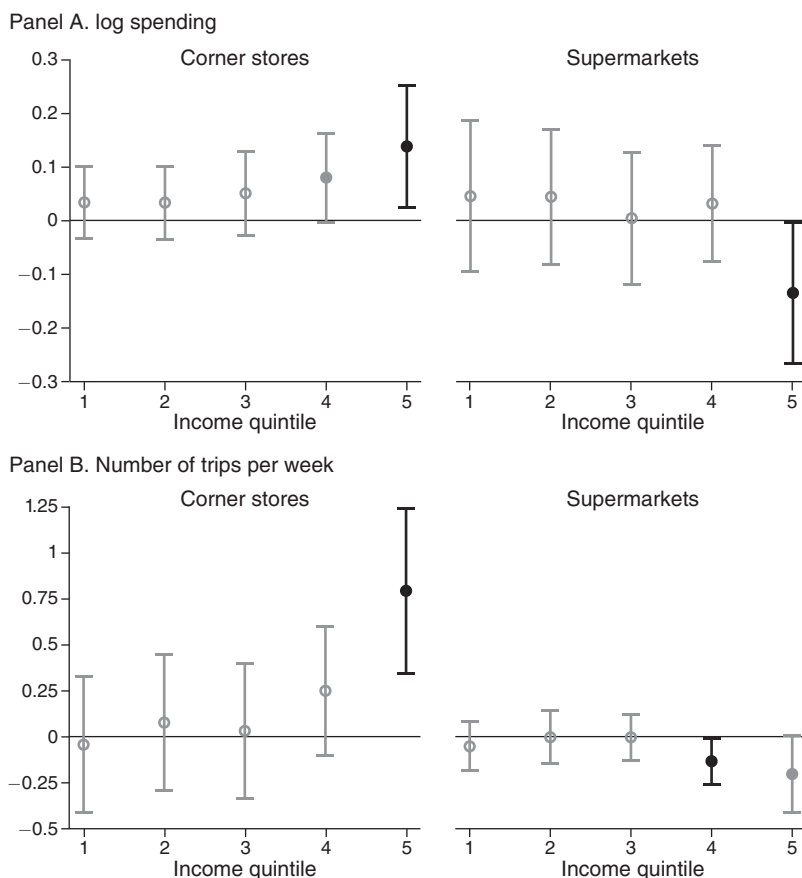 Panel A. log spending
Corner stores
Supermarkets
0.3
0.2
0.1
0
−0.1
−0.2
−0.3
1 2 3 4 5
1 2 3 4 5
Income quintile
Income quintile
Panel B. Number of trips per week
Corner stores
Supermarkets
1.25
1
0.75
0.5
0.25
0
−0.25
−0.5
1 2 3 4 5
1 2 3 4 5
Income quintile
Income quintile